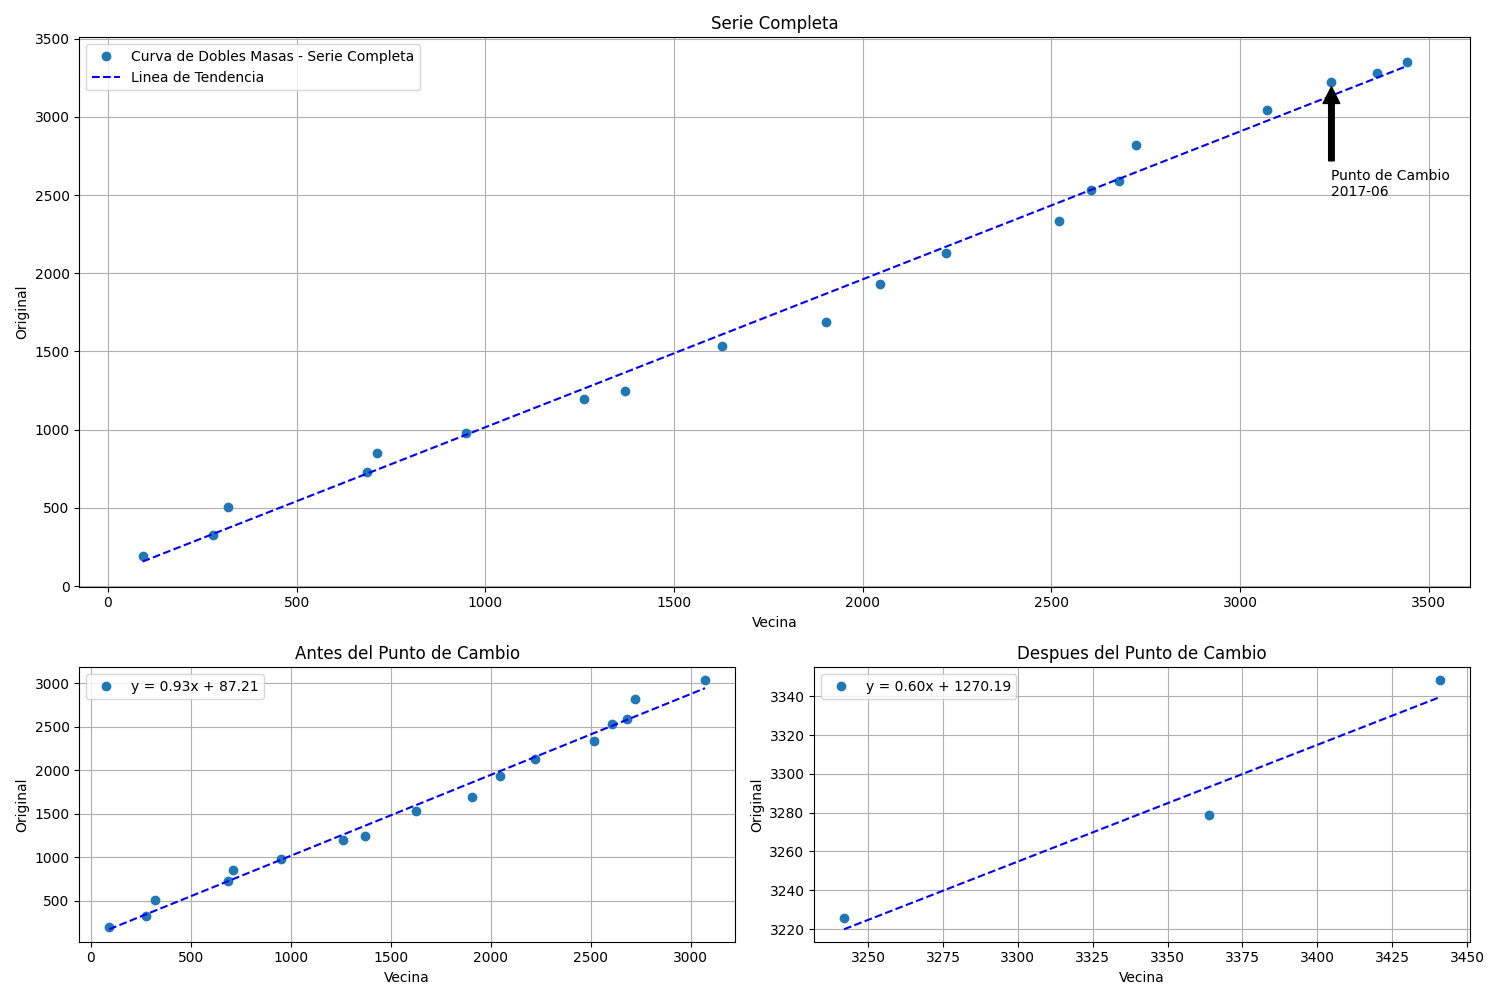 Serie Completa
Curva de Dobles Masas - Serie Completa
Linea de Tendencia
3500
3000
2500
2000
1500
1000
500
0
Original
Punto de Cambio
2017-06
0 500 1000 1500 2000 2500 3000 3500
Vecina
Antes del Punto de Cambio
y = 0.93x + 87.21
3000
2500
2000
1500
1000
500
Original
0 500 1000 1500 2000 2500 3000
Vecina
Despues del Punto de Cambio
y = 0.60x + 1270.19
3340
3320
3300
3280
3260
3240
3220
Original
3250 3275 3300 3325 3350 3375 3400 3425 3450
Vecina